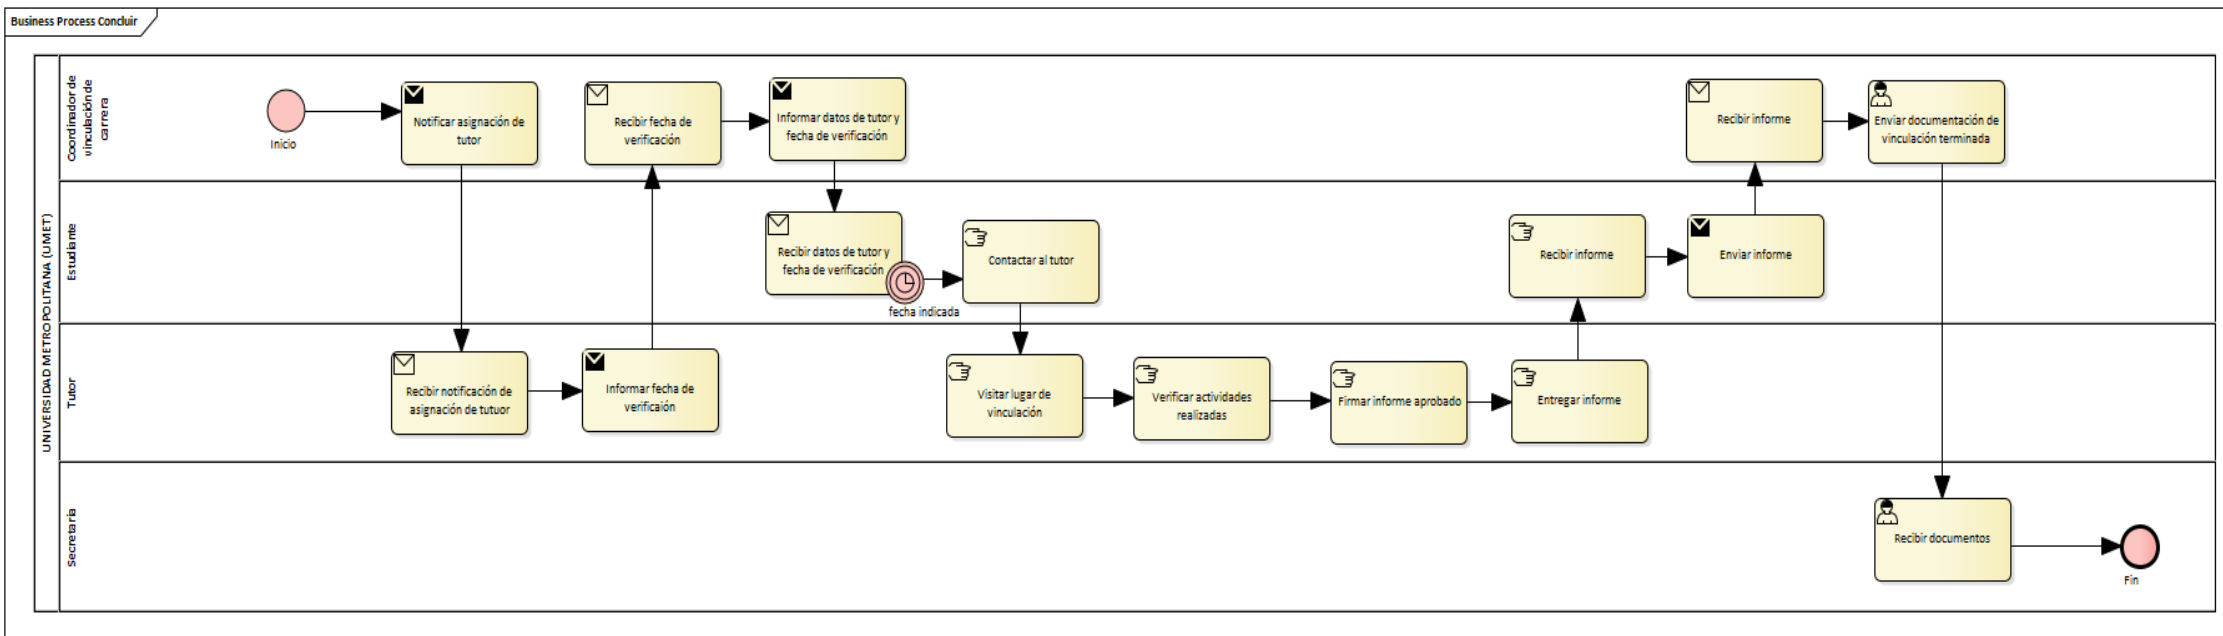 Business Process Concluir
UNIVERSIDAD METROPOLITANA (UMET)
Coordinador de
vinculación de
carrera
Inicio
Notificar asignación de
tutor
Recibir fecha de
verificación
Informar datos de tutor y
fecha de verificación
Recibir informe
Enviar documentación de
vinculación terminada
Estudiante
Recibir datos de tutor y
fecha de verificación
fecha indicada
Contactar al tutor
Recibir informe
Enviar informe
Tutor
Recibir notificación de
asignación de tutuor
Informar fecha de
verificaión
Visitar lugar de
vinculación
Verificar actividades
realizadas
Firmar informe aprobado
Entregar informe
Secretaria
Recibir documentos
Fin